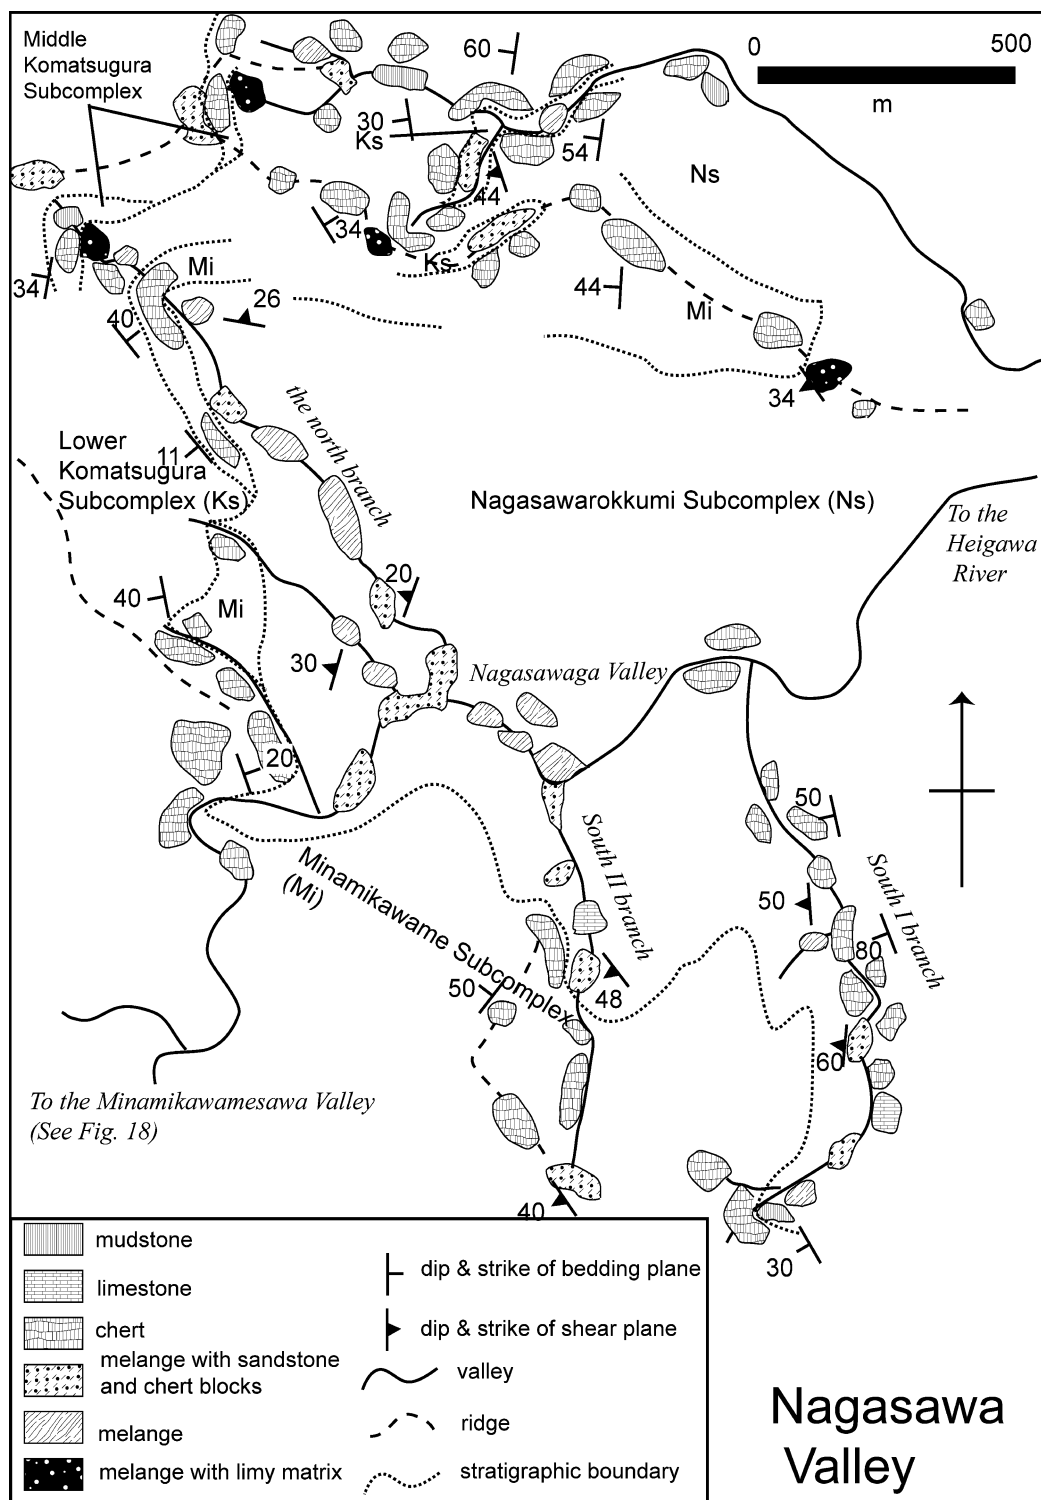 Middle
Komatsugura
Subcomplex
60
0
500
m
30
Ks
54
44
Ns
34
Ks
34
Mi
26
40
44
Mi
34
the north branch
Lower
Komatsugura
Subcomplex (Ks)
11
Nagasawarokkumi Subcomplex (Ns)
To the
Heigawa
River
20
40
Mi
30
Nagasawaga Valley
20
South II branch
50
South I branch
50
80
Minamikawame Subcomplex
(Mi)
50
48
60
To the Minamikawamesawa Valley
(See Fig. 18)
40
30
mudstone
limestone
chert
melange with sandstone
and chert blocks
melange
melange with limy matrix
dip & strike of bedding plane
dip & strike of shear plane
valley
ridge
stratigraphic boundary
Nagasawa
Valley